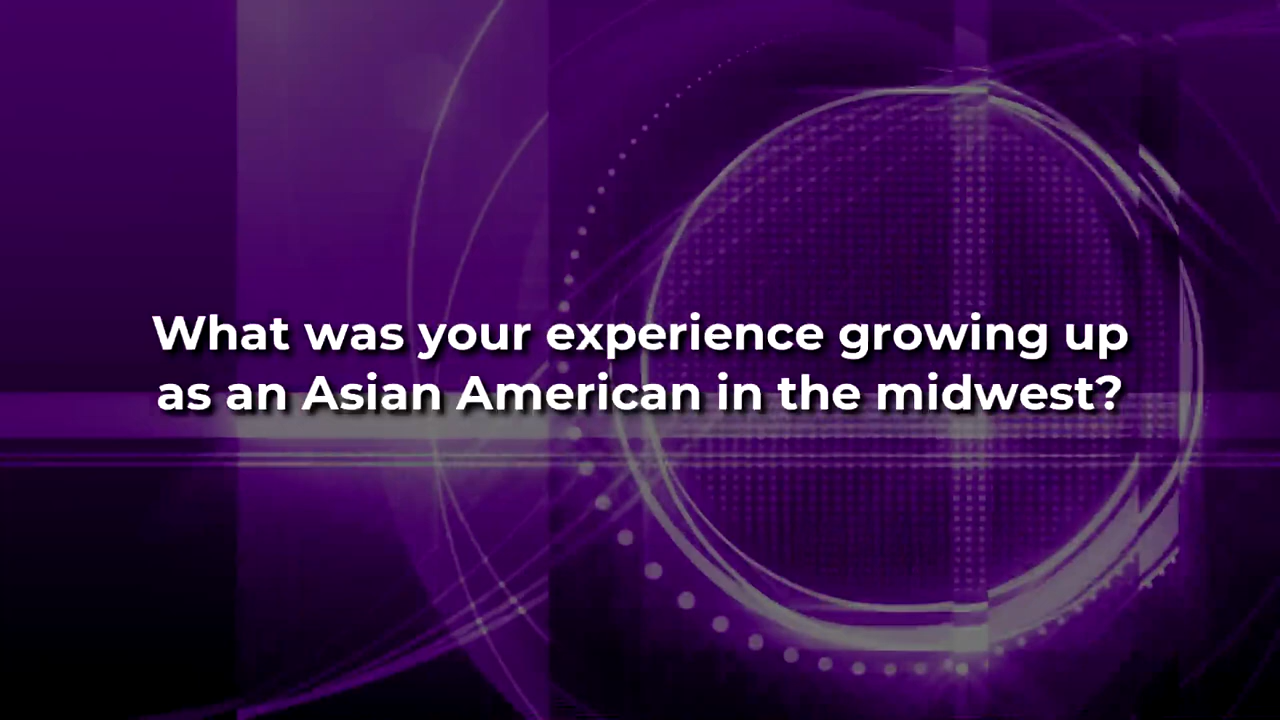 What was your experience growing up
as an Asian American in the midwest?